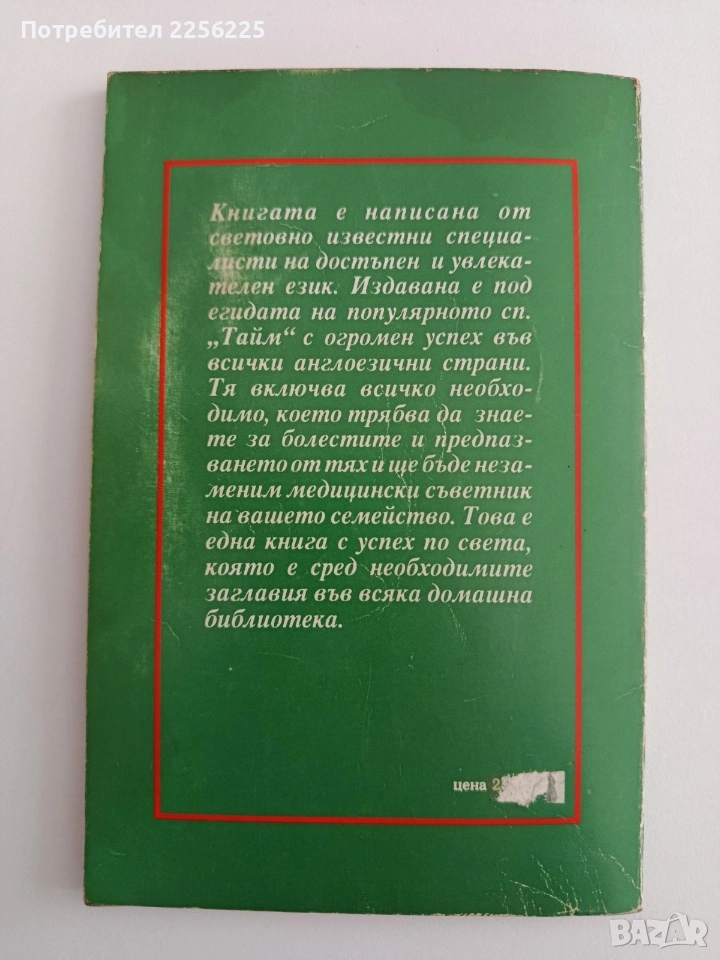 Потребител 2256225
Книгата е написана от
световно известни специа-
листи на достъпен и увлека-
телен език. Издавана е под
егидата на популярното сп.
„Тайм“ с огромен успех във
всички англоезични страни.
Тя включва всичко необхо-
димо, което трябва да знае-
те за болестите и предпаз-
ването от тях и ще бъде неза-
меним медицински съветник
на вашето семейство. Това е
една книга с успех по света,
която е сред необходимите
заглавия във всяка домашна
библиотека.
цена
BAZAR